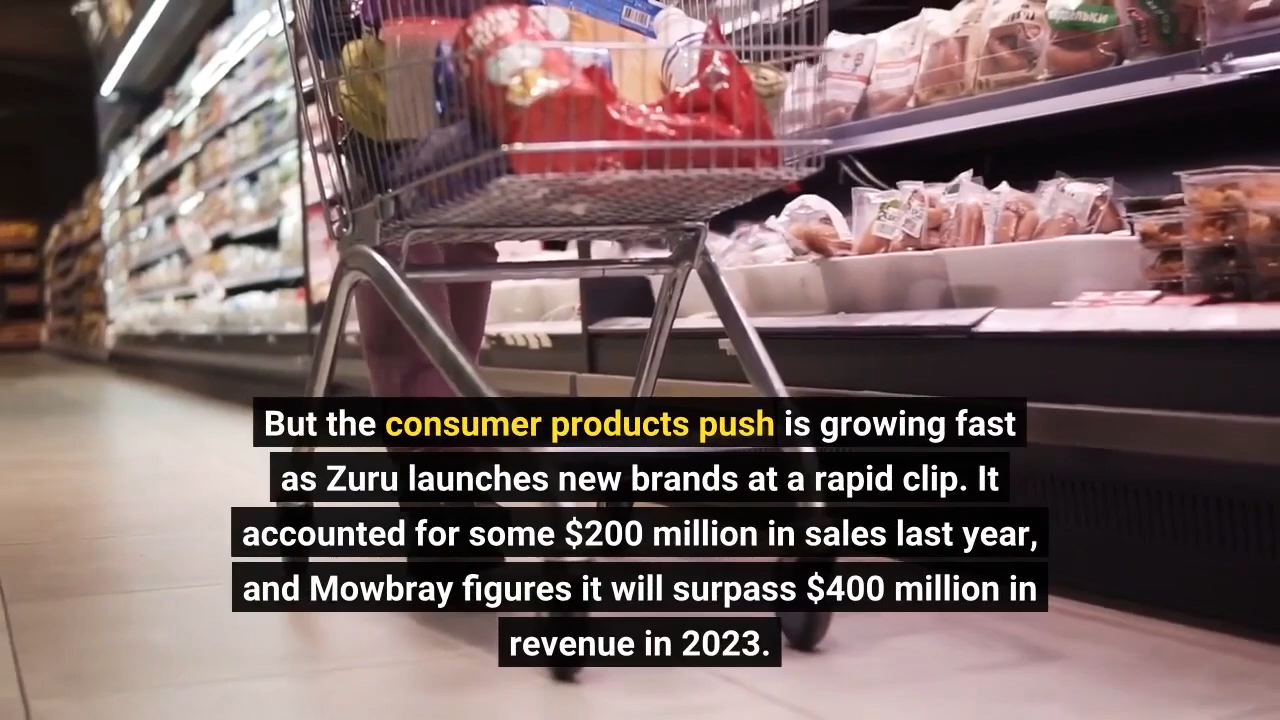 But the consumer products push is growing fast
as Zuru launches new brands at a rapid clip. It
accounted for some $200 million in sales last year,
and Mowbray figures it will surpass $400 million in
revenue in 2023.